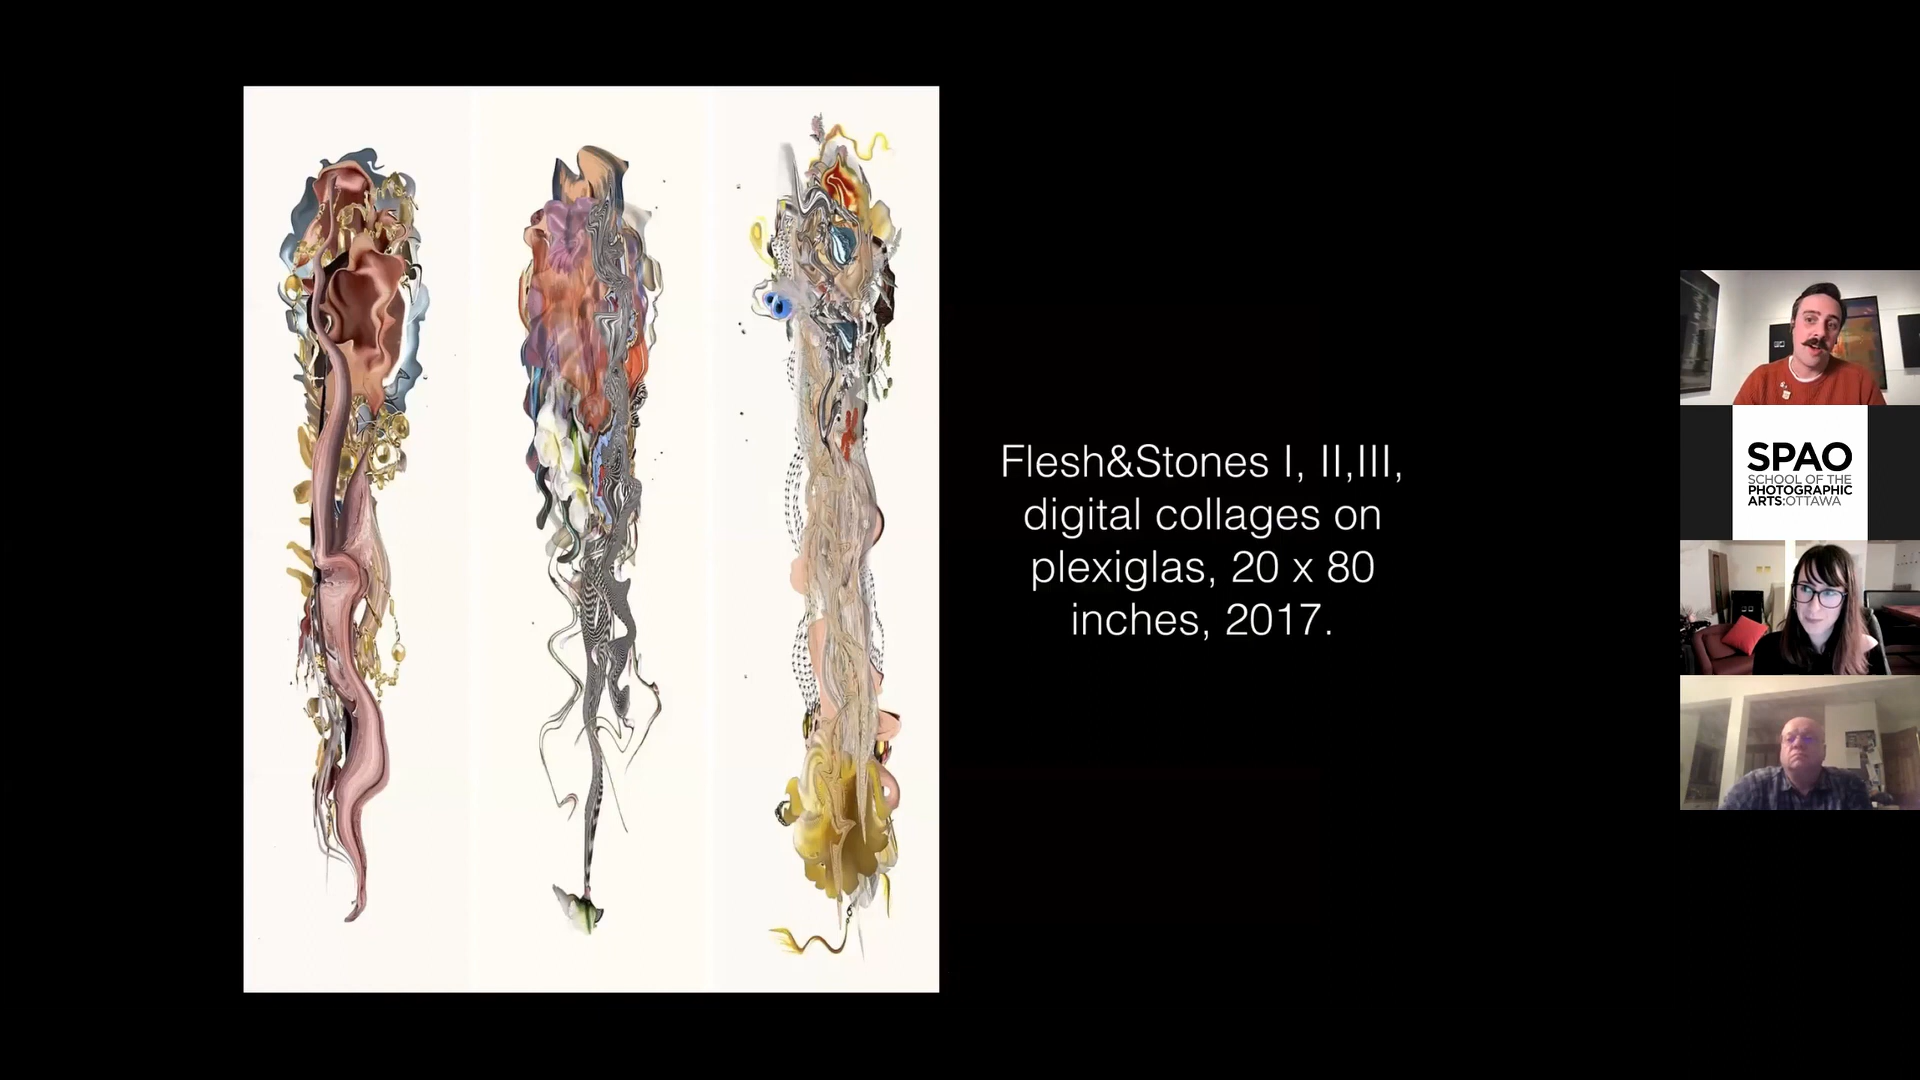 Flesh&Stones I, II,III,
digital collages on
plexiglas, 20 x 80
inches, 2017.
SPAO
SCHOOL OF THE
PHOTOGRAPHIC
ARTS:OTTAWA